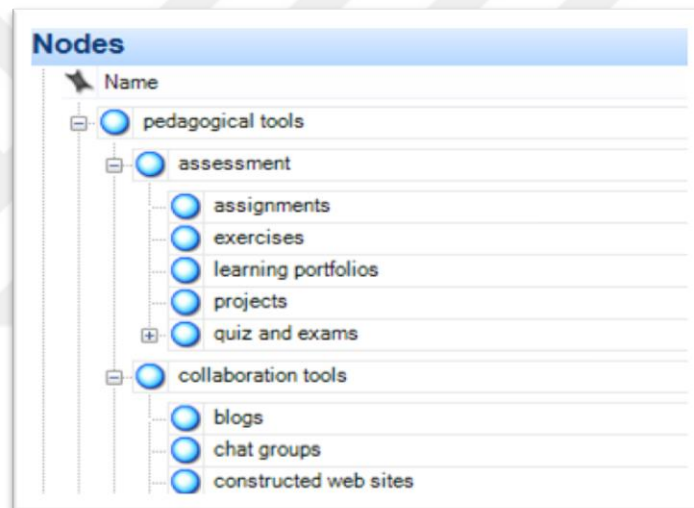 Nodes
Name
pedagogical tools
assessment
assignments
exercises
learning portfolios
projects
quiz and exams
collaboration tools
blogs
chat groups
constructed web sites